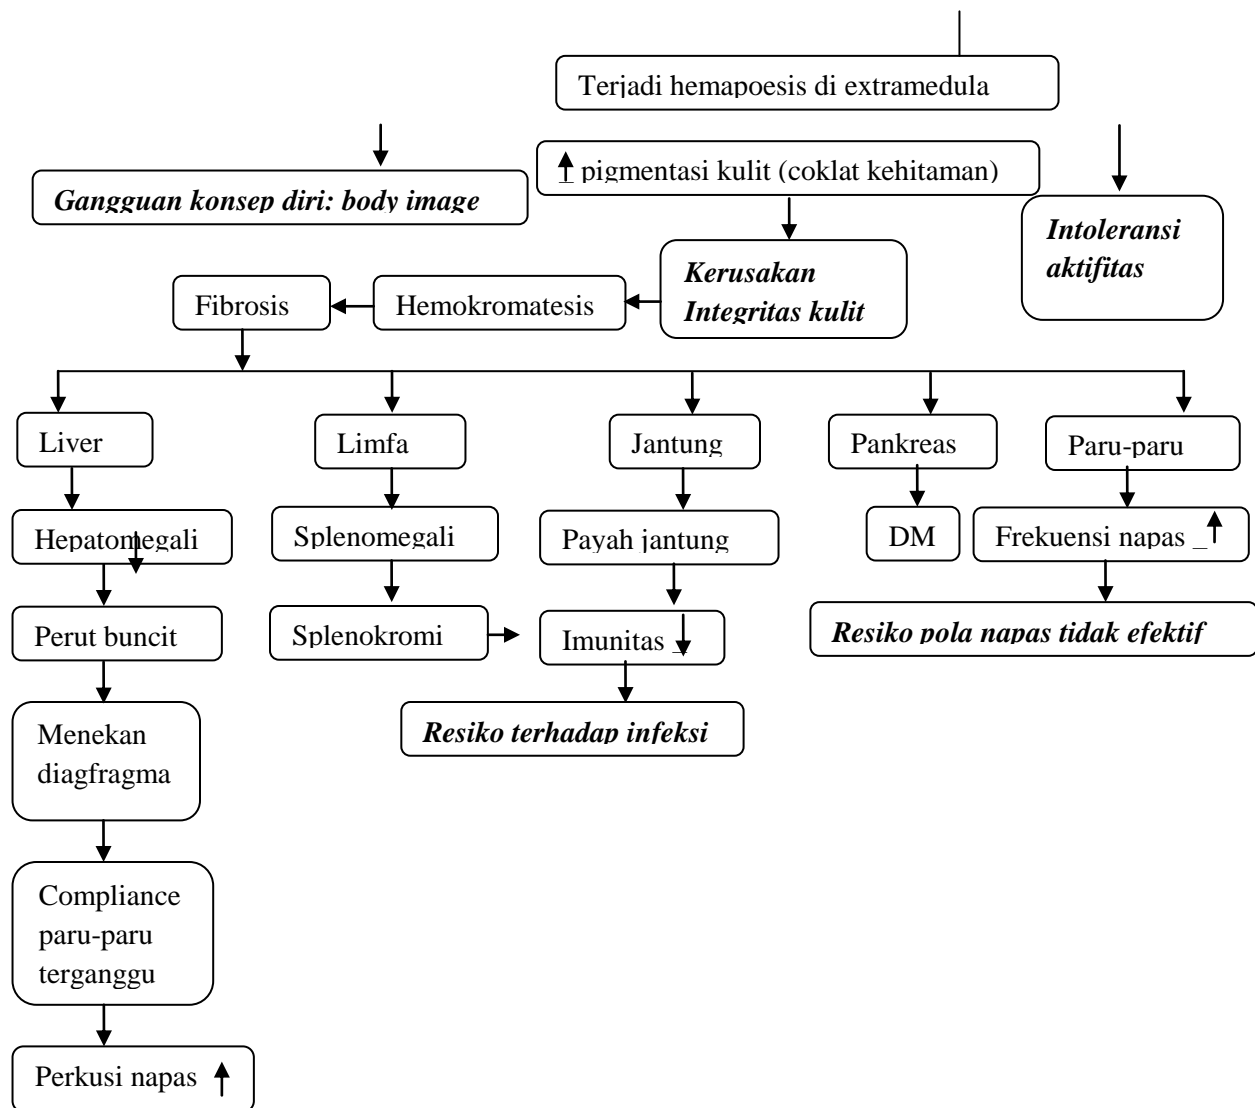 Terjadi hemapoesis di extramedula
↑ pigmentasi kulit (coklat kehitaman)
Gangguan konsep diri: body image
Intoleransi
aktifitas
Kerusakan
Integritas kulit
Hemokromatesis
Fibrosis
Liver
Limfa
Jantung
Pankreas
Paru-paru
Hepatomegali
Splenomegali
Payah jantung
DM
Frekuensi napas ↑
Perut buncit
Splenokromi
Imunitas ↓
Resiko pola napas tidak efektif
Resiko terhadap infeksi
Menekan
diagfragma
Compliance
paru-paru
terganggu
Perkusi napas ↑